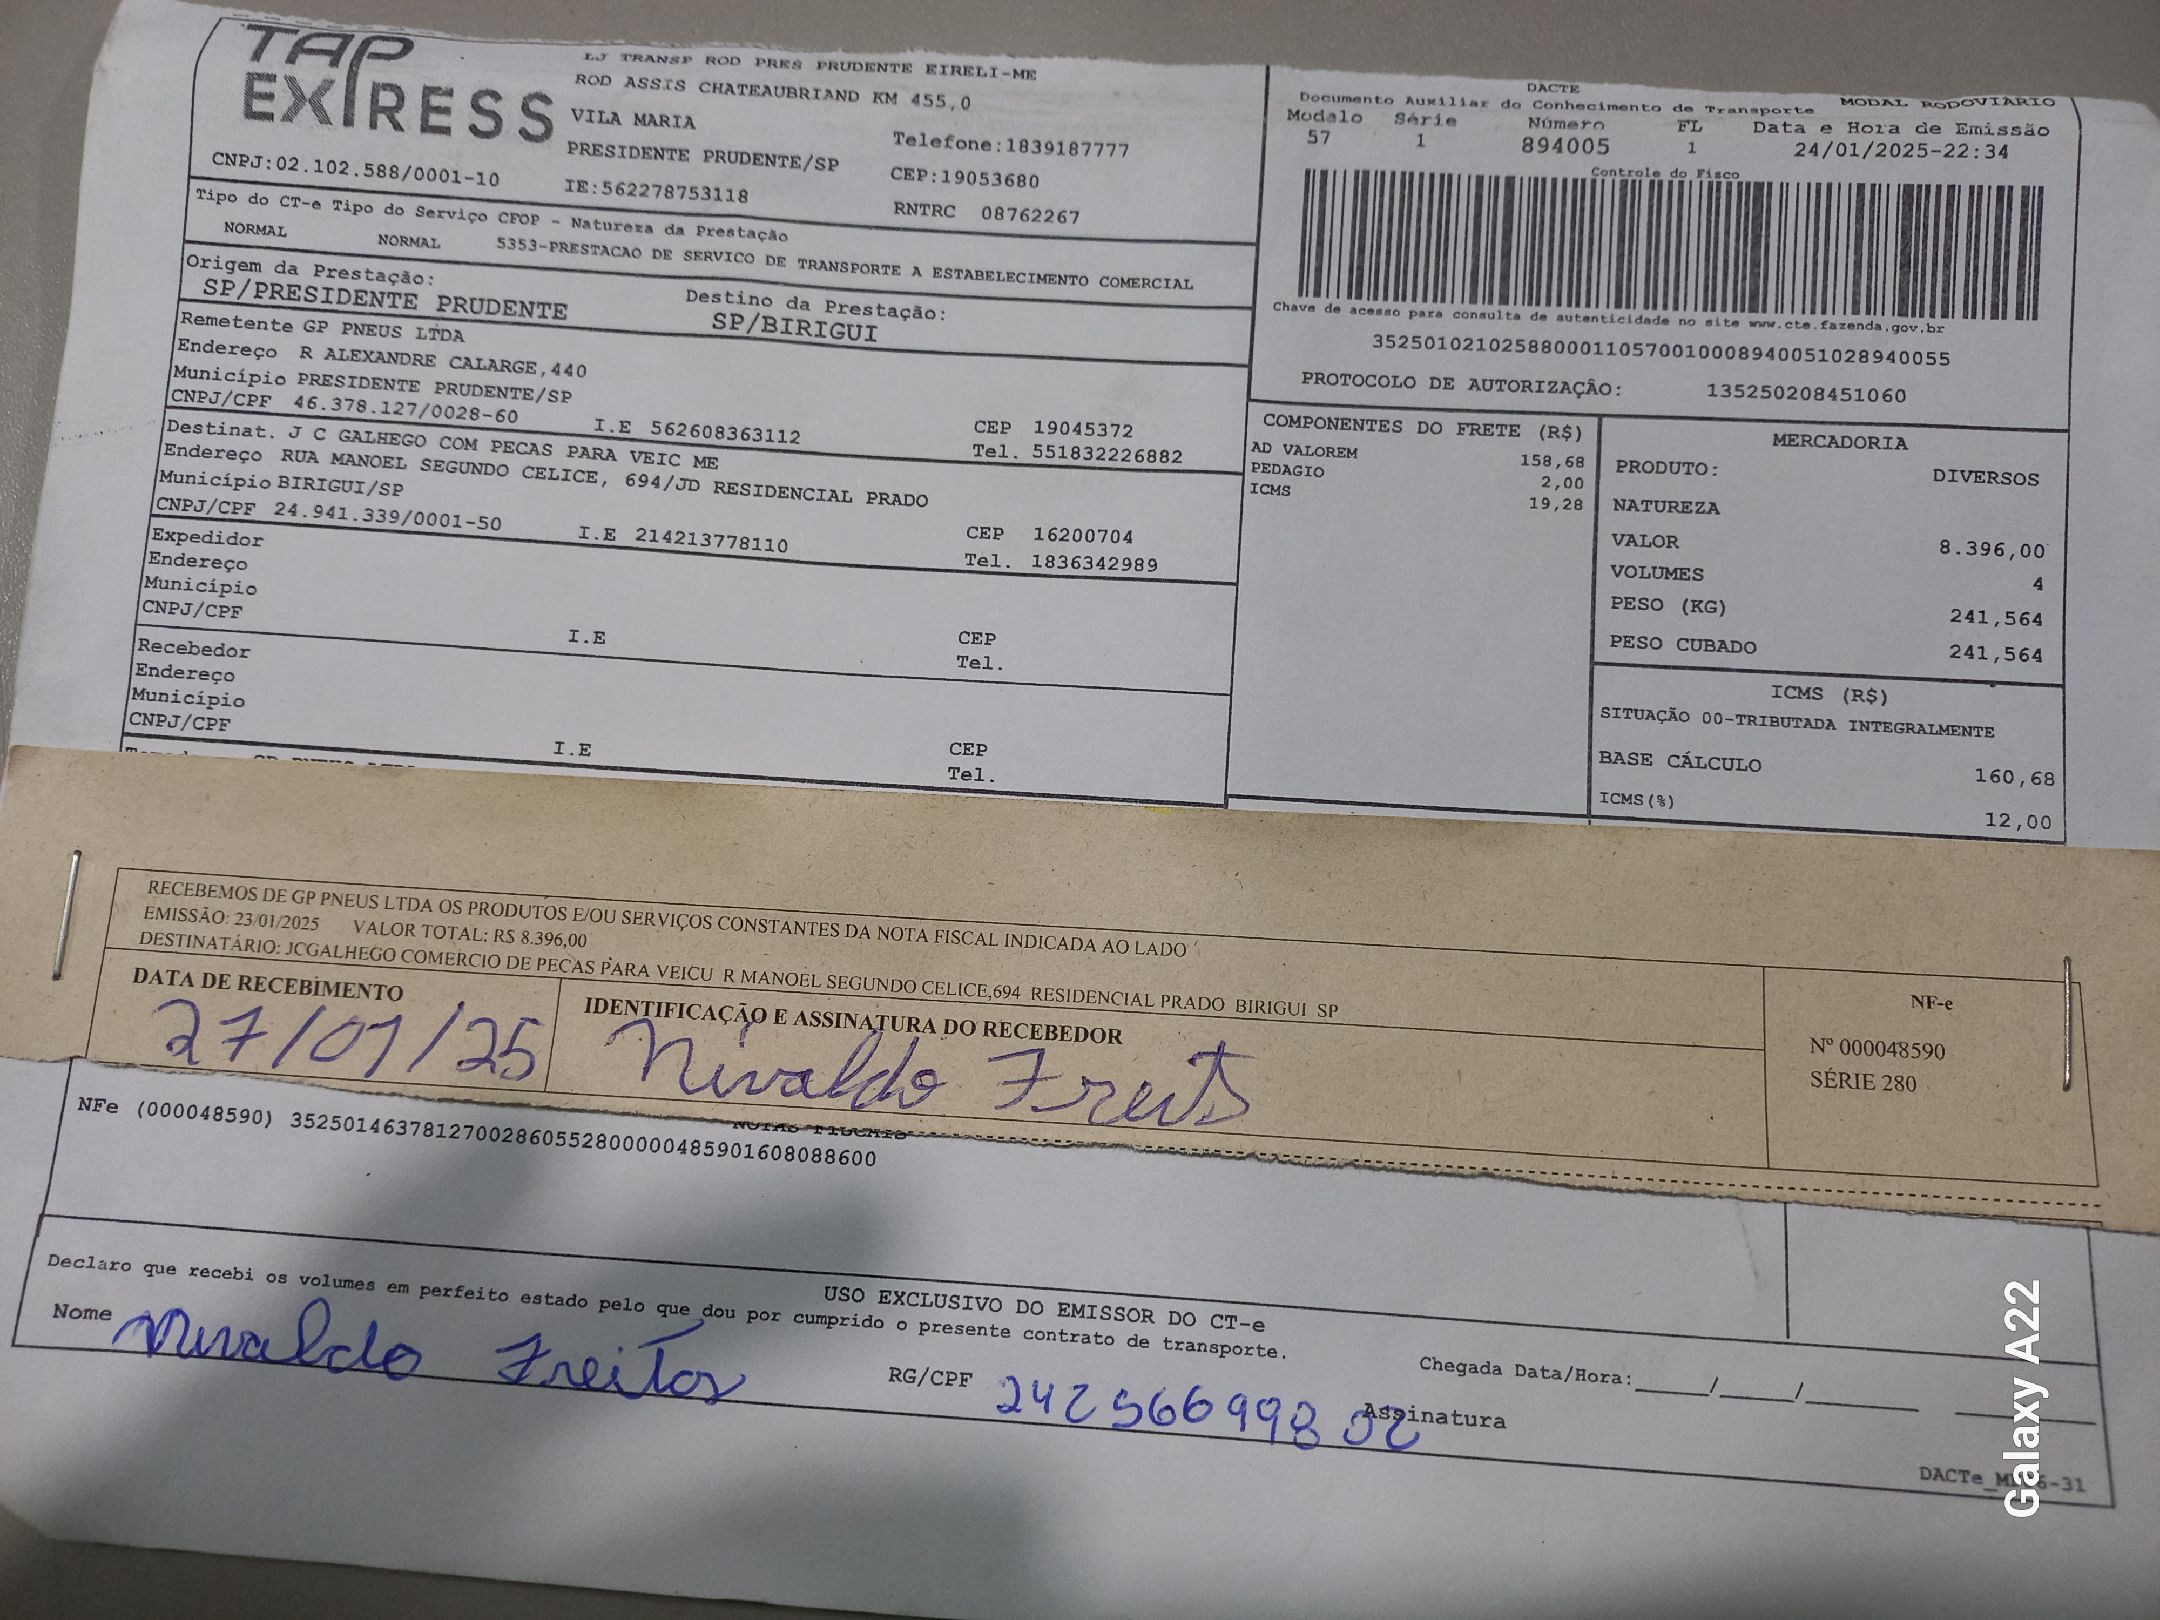 TAP EXPRESS
LJ TRANSP ROD PRES PRUDENTE EIRELI-ME
ROD ASSIS CHATEAUBRIAND KM 455,0
VILA MARIA
Telefone:1839187777
PRESIDENTE PRUDENTE/SP
CEP:19053680
CNPJ:02.102.588/0001-10
IE:562278753118
RNTRC 08762267
DACTE
Documento Auxiliar do Conhecimento de Transporte MODAL RODOVIARIO
Modelo Série Número FL Data e Hora de Emissão
57 1 894005 1 24/01/2025-22:34
Controle do Fisco
Chave de acesso para consulta de autenticidade no site www.cte.fazenda.gov.br
35250102102588000110570010008940051028940055
PROTOCOLO DE AUTORIZAÇÂO: 135250208451060
Tipo do CT-e Tipo do Serviço CFOP - Natureza da Prestação
NORMAL NORMAL 5353-PRESTACAO DE SERVICO DE TRANSPORTE A ESTABELECIMENTO COMERCIAL
Origem da Prestação: Destino da Prestação:
SP/PRESIDENTE PRUDENTE SP/BIRIGUI
Remetente GP PNEUS LTDA
Endereço R ALEXANDRE CALARGE,440
Município PRESIDENTE PRUDENTE/SP CEP 19045372
CNPJ/CPF 46.378.127/0028-60 I.E 562608363112 Tel. 551832226882
Destinat. J C GALHEGO COM PECAS PARA VEIC ME
Endereço RUA MANOEL SEGUNDO CELICE, 694/JD RESIDENCIAL PRADO
Município BIRIGUI/SP CEP 16200704
CNPJ/CPF 24.941.339/0001-50 I.E 214213778110 Tel. 1836342989
Expedidor
Endereço
Município CEP
CNPJ/CPF I.E Tel.
Recebedor
Endereço
Município CEP
CNPJ/CPF I.E Tel.
COMPONENTES DO FRETE (R$)
AD VALOREM 158,68
PEDAGIO 2,00
ICMS 19,28
MERCADORIA
PRODUTO: DIVERSOS
NATUREZA
VALOR 8.396,00
VOLUMES 4
PESO (KG) 241,564
PESO CUBADO 241,564
ICMS (R$)
SITUAÇÃO 00-TRIBUTADA INTEGRALMENTE
BASE CÁLCULO 160,68
ICMS(%) 12,00
RECEBEMOS DE GP PNEUS LTDA OS PRODUTOS E/OU SERVIÇOS CONSTANTES DA NOTA FISCAL INDICADA AO LADO
EMISSÃO: 23/01/2025 VALOR TOTAL: R$ 8.396,00
DESTINATÁRIO: JCGALHEGO COMERCIO DE PECAS PARA VEICU R MANOEL SEGUNDO CELICE,694 RESIDENCIAL PRADO BIRIGUI SP
DATA DE RECEBIMENTO IDENTIFICAÇÃO E ASSINATURA DO RECEBEDOR
27/01/25 Nivaldo Freits
NF-e
Nº 000048590
SÉRIE 280
NOTAS FISCAIS
NFe (000048590) 35250146378127002860552800000485901608088600
USO EXCLUSIVO DO EMISSOR DO CT-e
Declaro que recebi os volumes em perfeito estado pelo que dou por cumprido o presente contrato de transporte.
Nome Nivaldo Freitas RG/CPF 242566998 02 Chegada Data/Hora:____/____/____
Assinatura
Galaxy A22